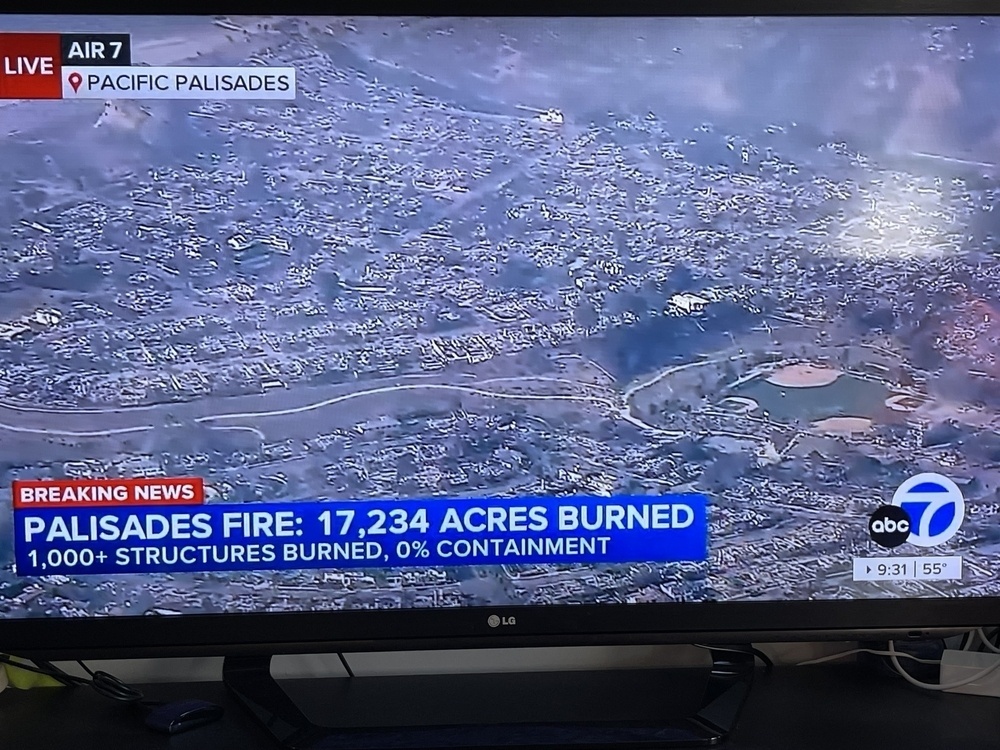 LIVE
AIR 7
PACIFIC PALISADES
BREAKING NEWS
PALISADES FIRE: 17,234 ACRES BURNED
1,000+ STRUCTURES BURNED, 0% CONTAINMENT
abc 7
9:31 | 55°
LG